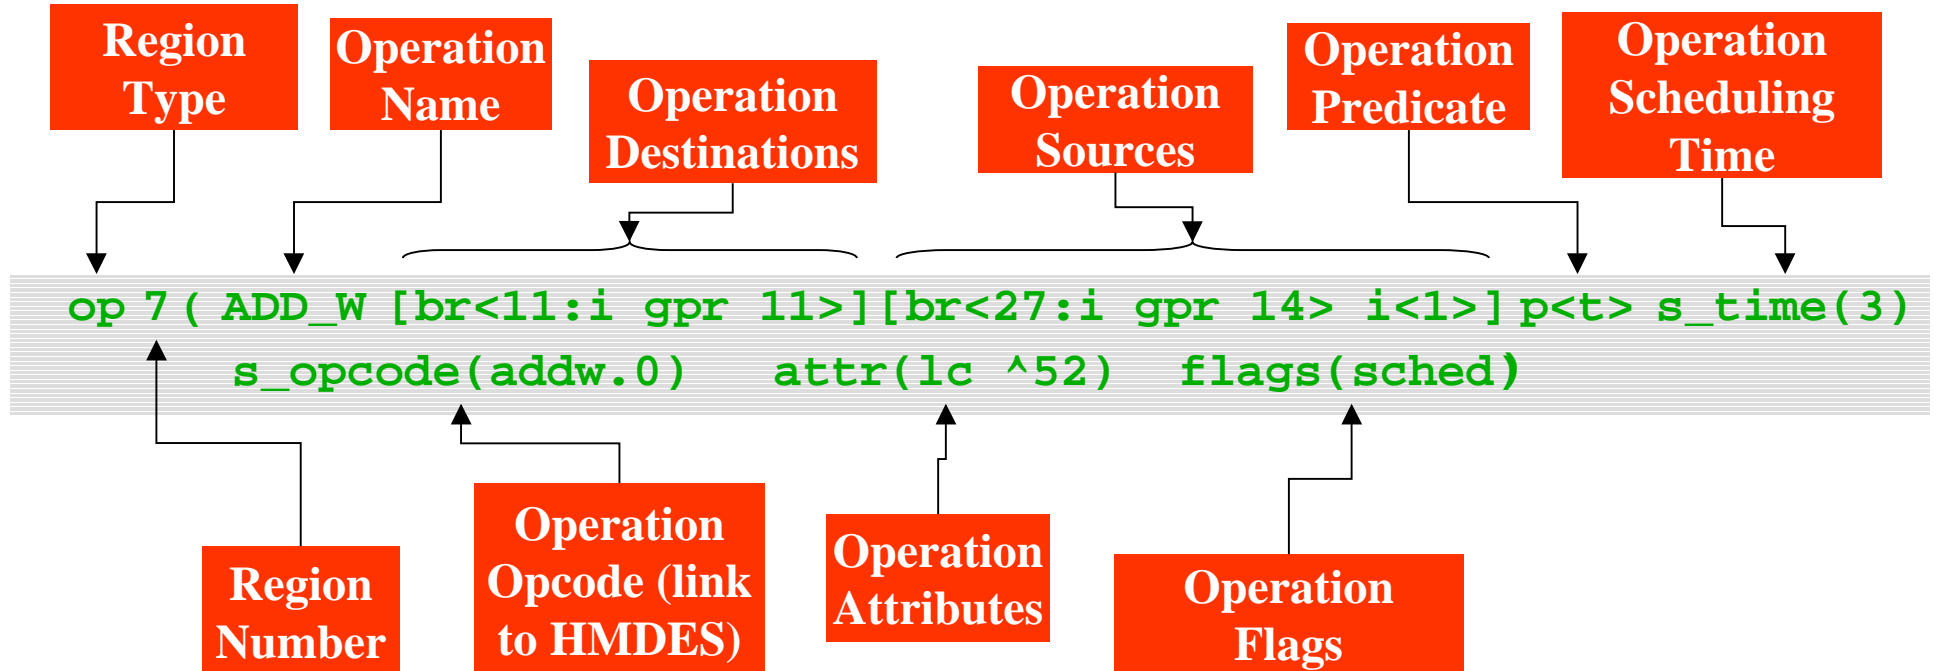 Region
Type
Operation
Name
Operation
Destinations
Operation
Sources
Operation
Predicate
Operation
Scheduling
Time
op 7( ADD_W [br<11:i gpr 11>][br<27:i gpr 14> i<1>] p<t> s_time(3)
s_opcode(addw.0) attr(lc ^52) flags(sched)
Region
Number
Operation
Opcode (link
to HMDES)
Operation
Attributes
Operation
Flags